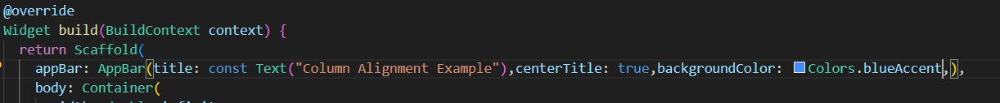 @override
Widget build(BuildContext context) {
return Scaffold(
appBar: AppBar(title: const Text("Column Alignment Example"),centerTitle: true,backgroundColor: Colors.blueAccent,),
body: Container(